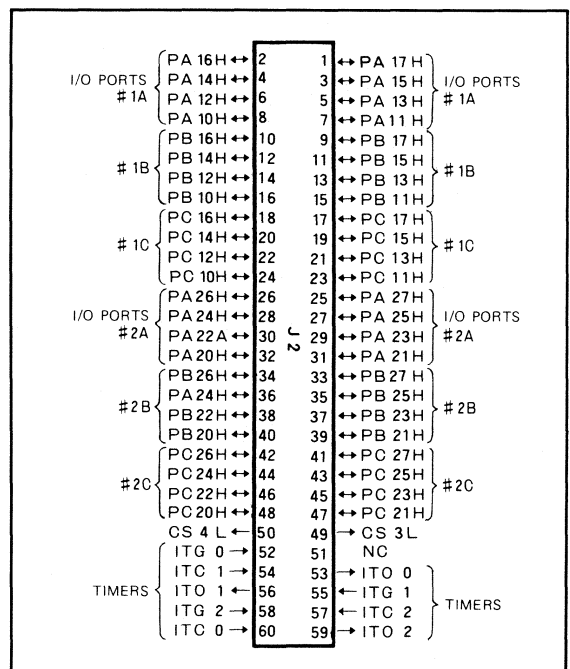 PA 16H ↔ 2 1 ↔ PA 17H
I/O PORTS PA 14H ↔ 4 3 ↔ PA 15H I/O PORTS
#1A PA 12H ↔ 6 5 ↔ PA 13H #1A
PA 10H ↔ 8 7 ↔ PA 11H
PB 16H ↔ 10 9 ↔ PB 17H
#1B PB 14H ↔ 12 11 ↔ PB 15H #1B
PB 12H ↔ 14 13 ↔ PB 13H
PB 10H ↔ 16 15 ↔ PB 11H
PC 16H ↔ 18 17 ↔ PC 17H
#1C PC 14H ↔ 20 19 ↔ PC 15H #1C
PC 12H ↔ 22 21 ↔ PC 13H
PC 10H ↔ 24 23 ↔ PC 11H
PA 26H ↔ 26 25 ↔ PA 27H
I/O PORTS PA 24H ↔ 28 27 ↔ PA 25H I/O PORTS
#2A PA 22A ↔ 30 J2 29 ↔ PA 23H #2A
PA 20H ↔ 32 31 ↔ PA 21H
PB 26H ↔ 34 33 ↔ PB 27H
#2B PA 24H ↔ 36 35 ↔ PB 25H #2B
PB 22H ↔ 38 37 ↔ PB 23H
PB 20H ↔ 40 39 ↔ PB 21H
PC 26H ↔ 42 41 ↔ PC 27H
#2C PC 24H ↔ 44 43 ↔ PC 25H #2C
PC 22H ↔ 46 45 ↔ PC 23H
PC 20H ↔ 48 47 ↔ PC 21H
CS 4 L ← 50 49 → CS 3L
ITG 0 → 52 51 NC
ITC 1 → 54 53 → ITO 0
TIMERS ITO 1 ← 56 55 ← ITG 1 TIMERS
ITG 2 → 58 57 ← ITC 2
ITC 0 → 60 59 → ITO 2